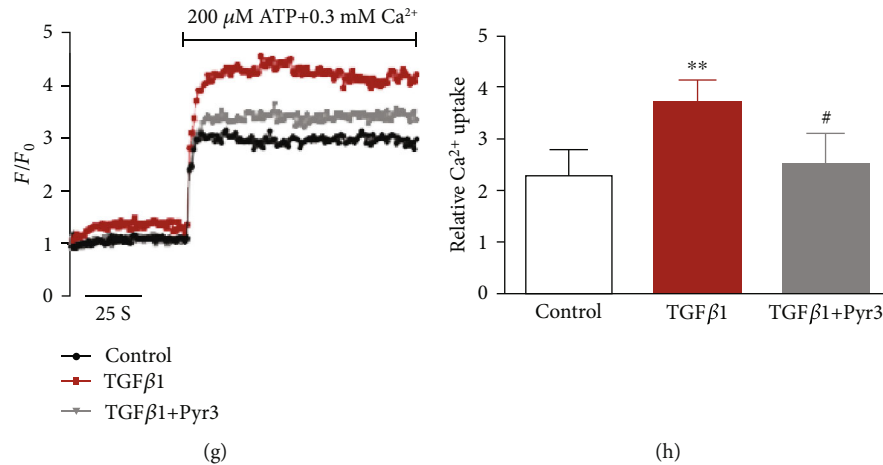 200 μM ATP+0.3 mM Ca²⁺
F/F₀
5
4
3
2
1
0
25 S
Control
TGFβ1
TGFβ1+Pyr3
(g)
Relative Ca²⁺ uptake
5
4
3
2
1
0
**
#
Control
TGFβ1
TGFβ1+Pyr3
(h)